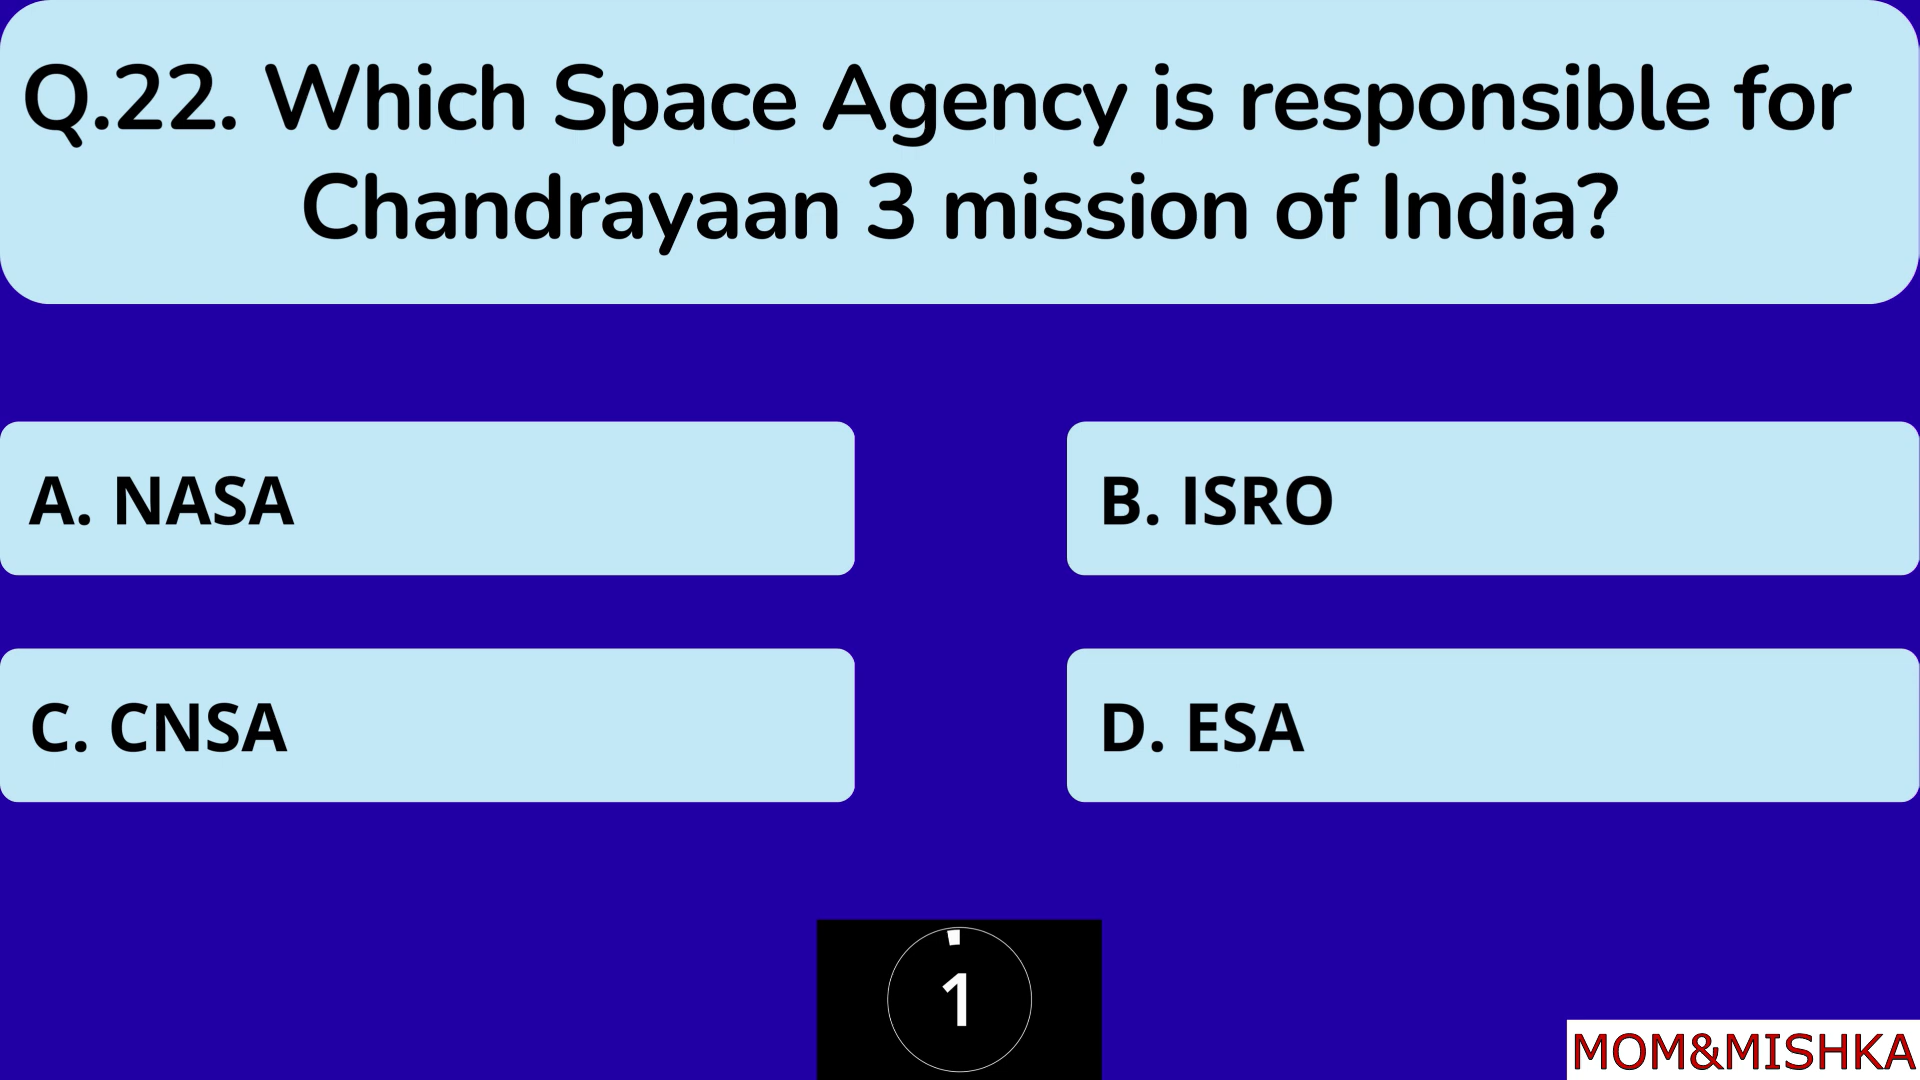 Q.22. Which Space Agency is responsible for
Chandrayaan 3 mission of India?
A. NASA
B. ISRO
C. CNSA
D. ESA
1
MOM&MISHKA